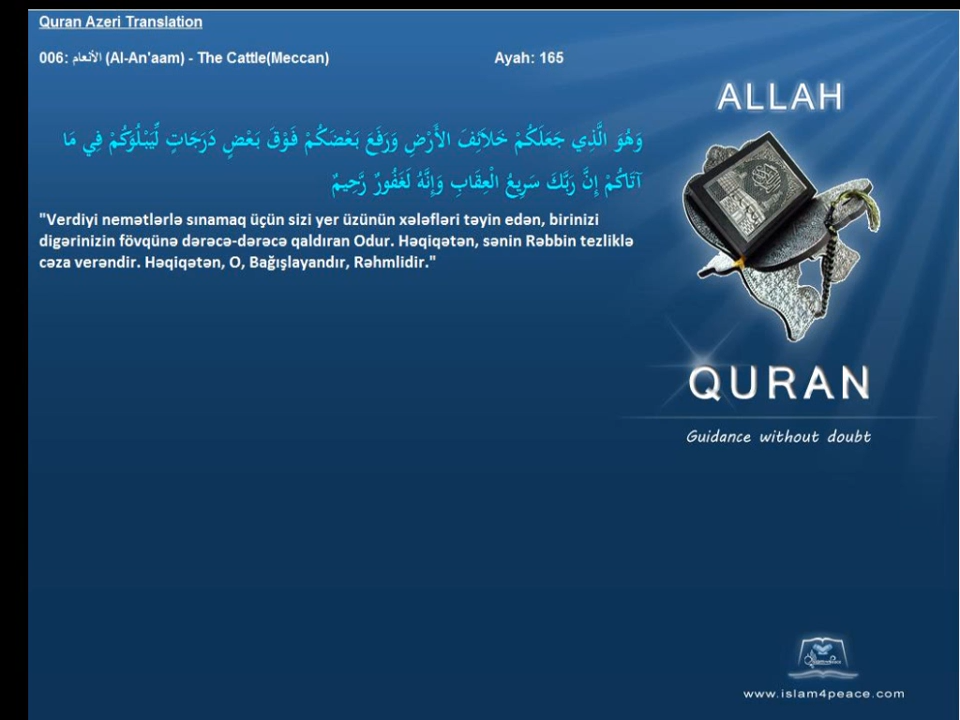 Quran Azeri Translation
006: الأنعام (Al-An'aam) - The Cattle(Meccan) Ayah: 165
ALLAH
وَهُوَ الَّذِي جَعَلَكُمْ خَلاَئِفَ الأَرْضِ وَرَفَعَ بَعْضَكُمْ فَوْقَ بَعْضٍ دَرَجَاتٍ لِّيَبْلُوَكُمْ فِي مَا
آتَاكُمْ إِنَّ رَبَّكَ سَرِيعُ الْعِقَابِ وَإِنَّهُ لَغَفُورٌ رَّحِيمٌ
"Verdiyi nemətlərlə sınamaq üçün sizi yer üzünün xələfləri təyin edən, birinizi
digərinizin fövqünə dərəcə-dərəcə qaldıran Odur. Həqiqətən, sənin Rəbbin tezliklə
cəza verəndir. Həqiqətən, O, Bağışlayandır, Rəhmlidir."
QURAN
Guidance without doubt
www.islam4peace.com